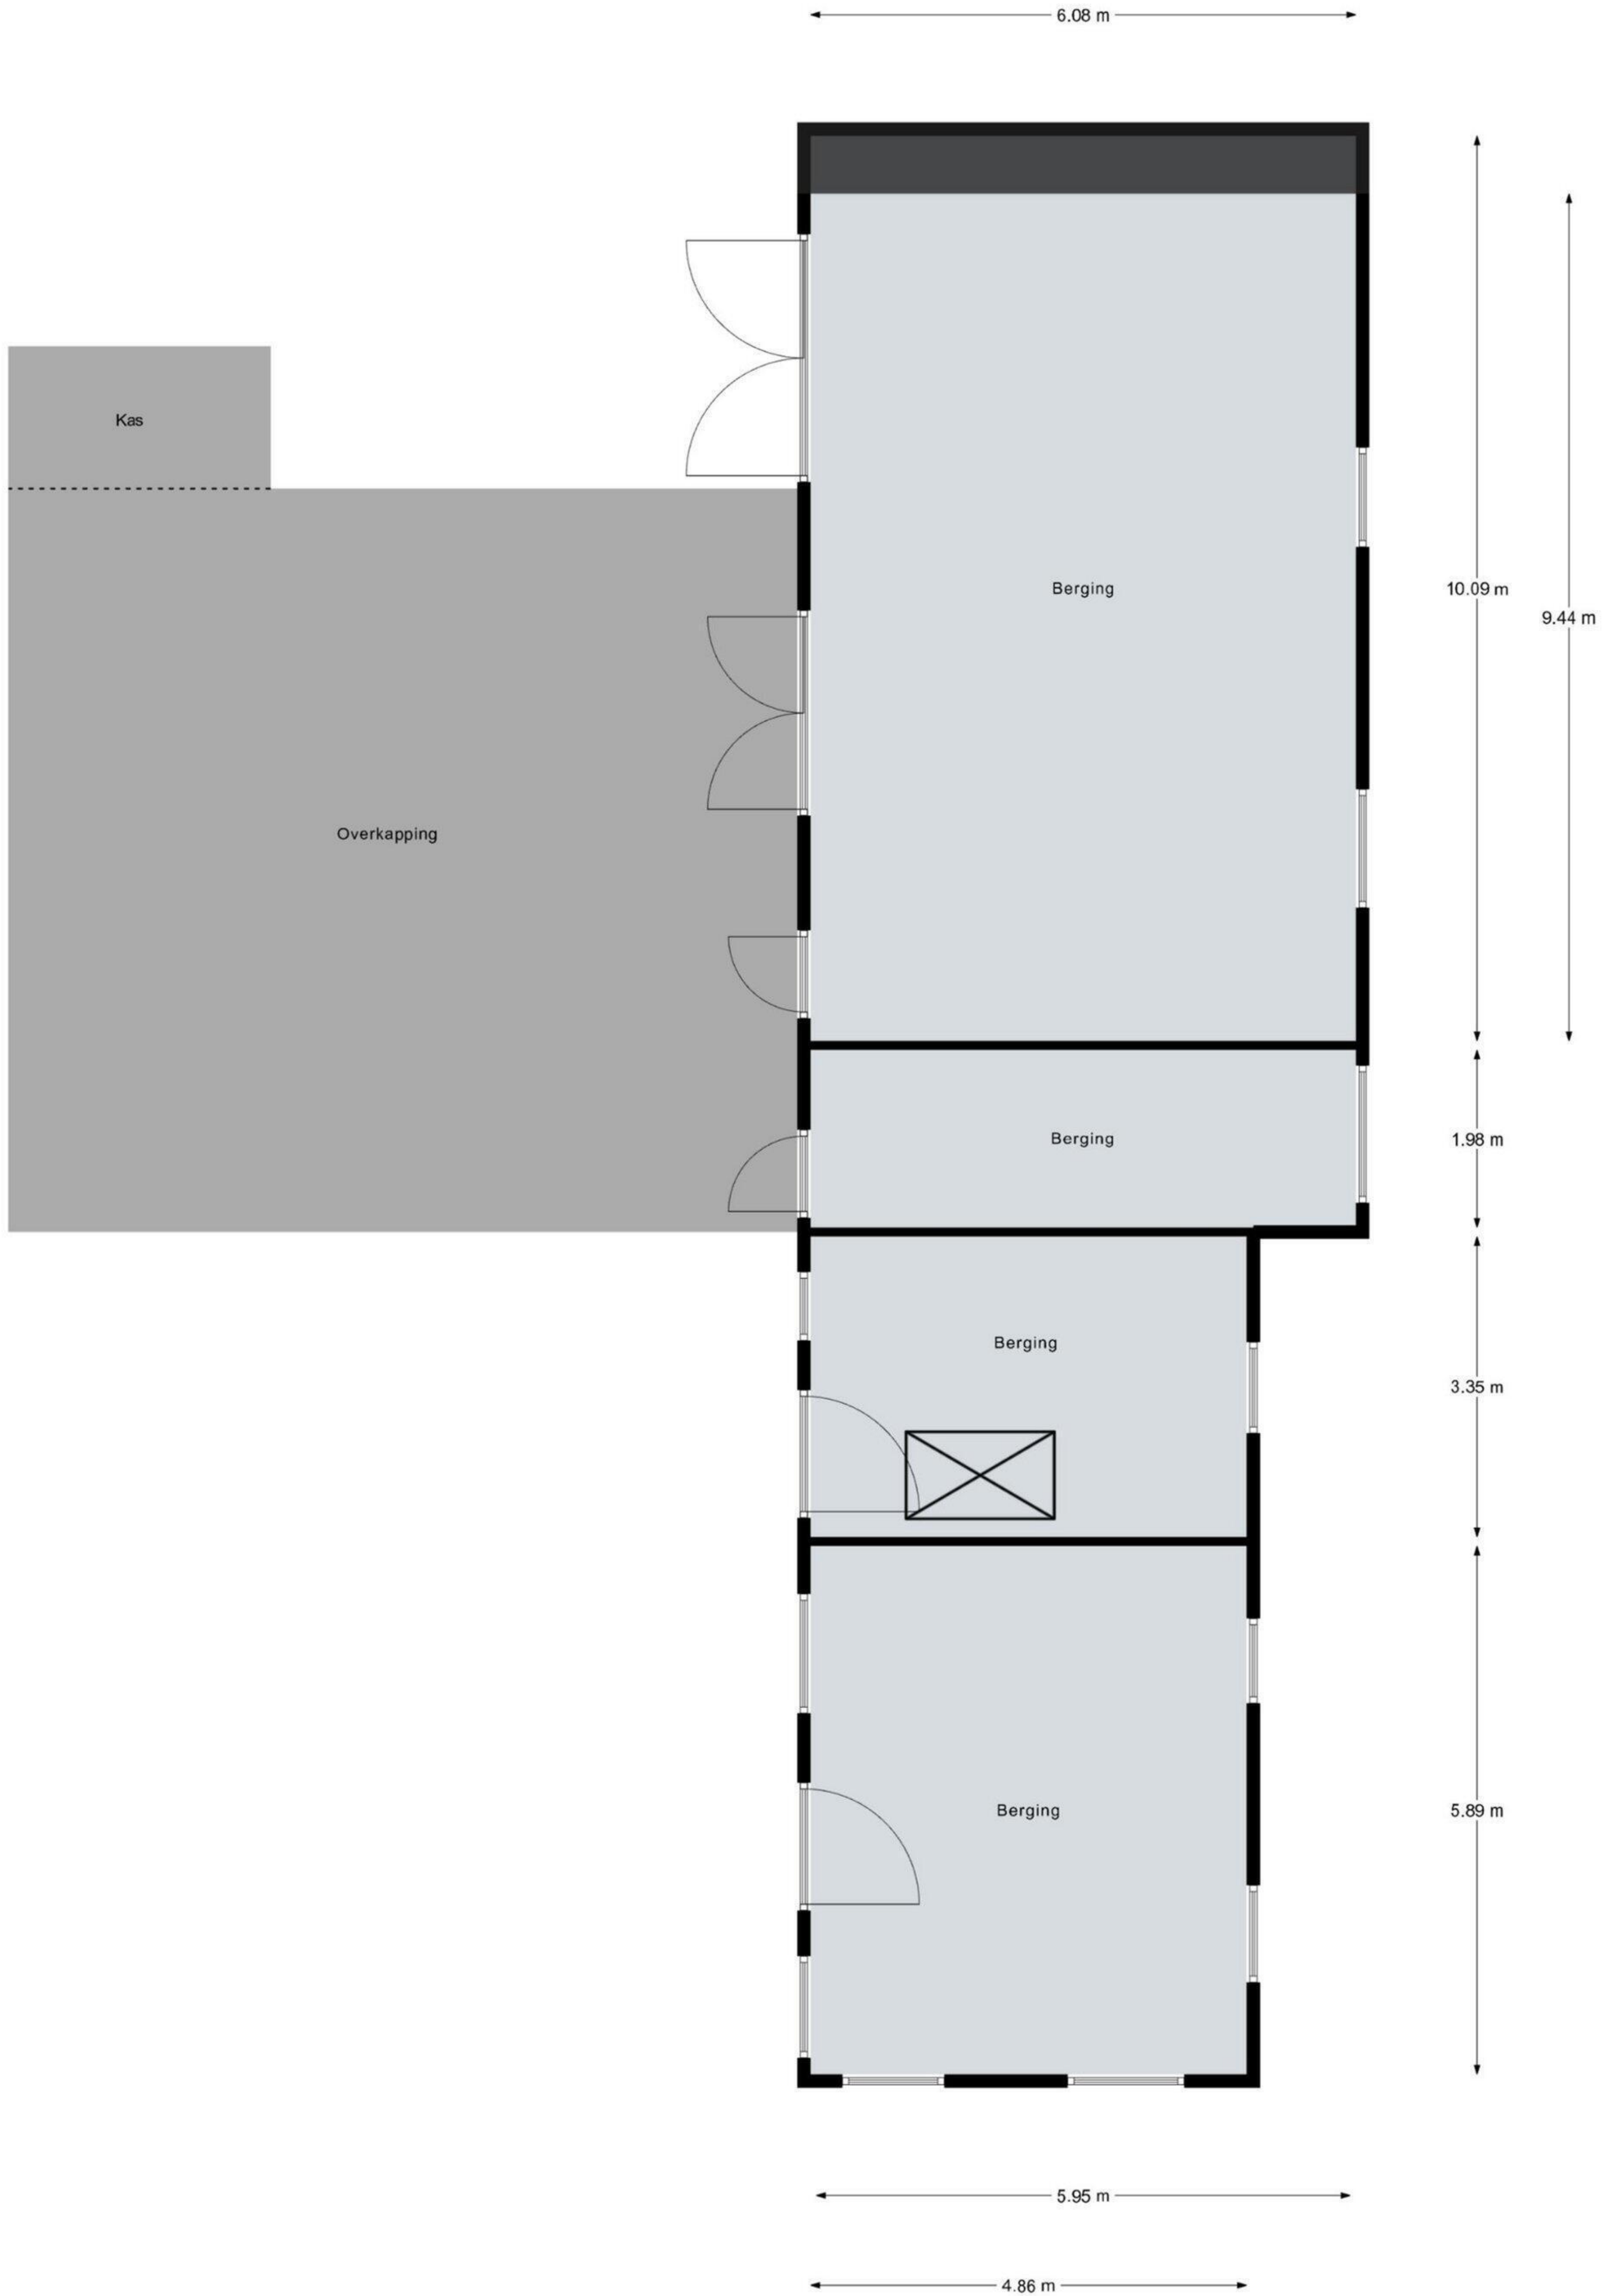 6.08 m
Kas
Berging
10.09 m
9.44 m
Overkapping
Berging
1.98 m
Berging
3.35 m
Berging
5.89 m
5.95 m
4.86 m